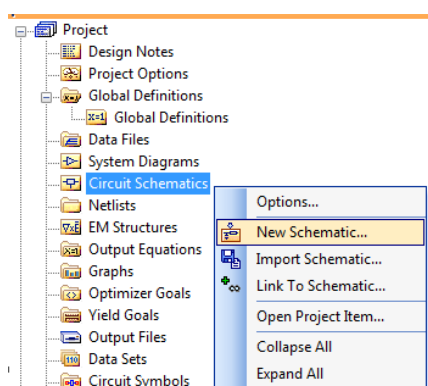 Project
Design Notes
Project Options
Global Definitions
Global Definitions
Data Files
System Diagrams
Circuit Schematics
Netlists
EM Structures
Output Equations
Graphs
Optimizer Goals
Yield Goals
Output Files
Data Sets
Circuit Symbols
Options...
New Schematic...
Import Schematic...
Link To Schematic...
Open Project Item...
Collapse All
Expand All